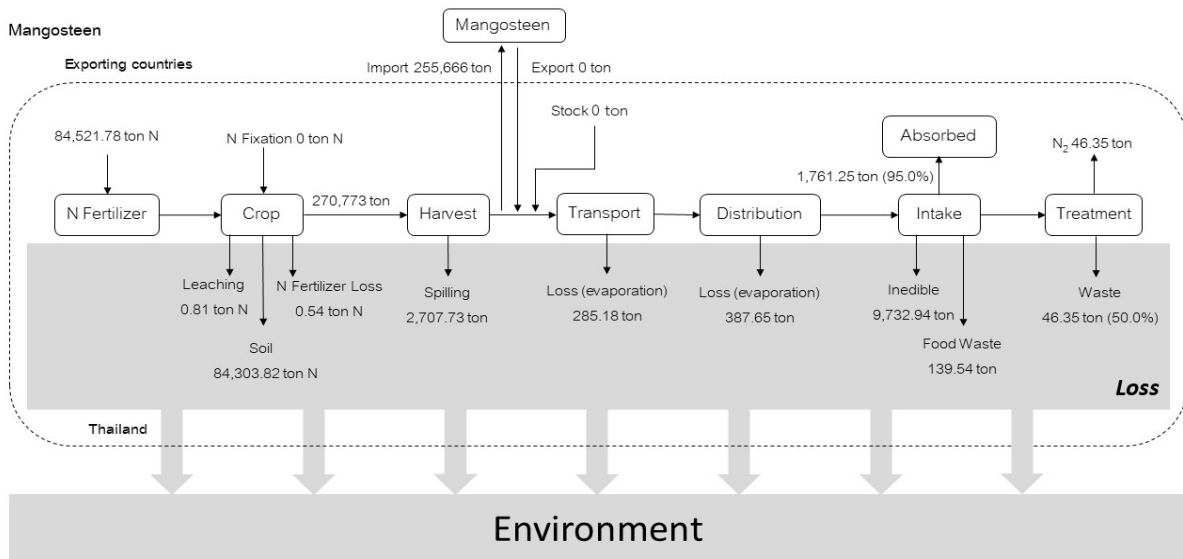 Mangosteen
Exporting countries
Mangosteen
Import 255,666 ton
Export 0 ton
Stock 0 ton
84,521.78 ton N
N Fixation 0 ton N
Absorbed
N₂ 46.35 ton
1,761.25 ton (95.0%)
270,773 ton
N Fertilizer
Crop
Harvest
Transport
Distribution
Intake
Treatment
Leaching
0.81 ton N
N Fertilizer Loss
0.54 ton N
Soil
84,303.82 ton N
Spilling
2,707.73 ton
Loss (evaporation)
285.18 ton
Loss (evaporation)
387.65 ton
Inedible
9,732.94 ton
Food Waste
139.54 ton
Waste
46.35 ton (50.0%)
Loss
Thailand
Environment